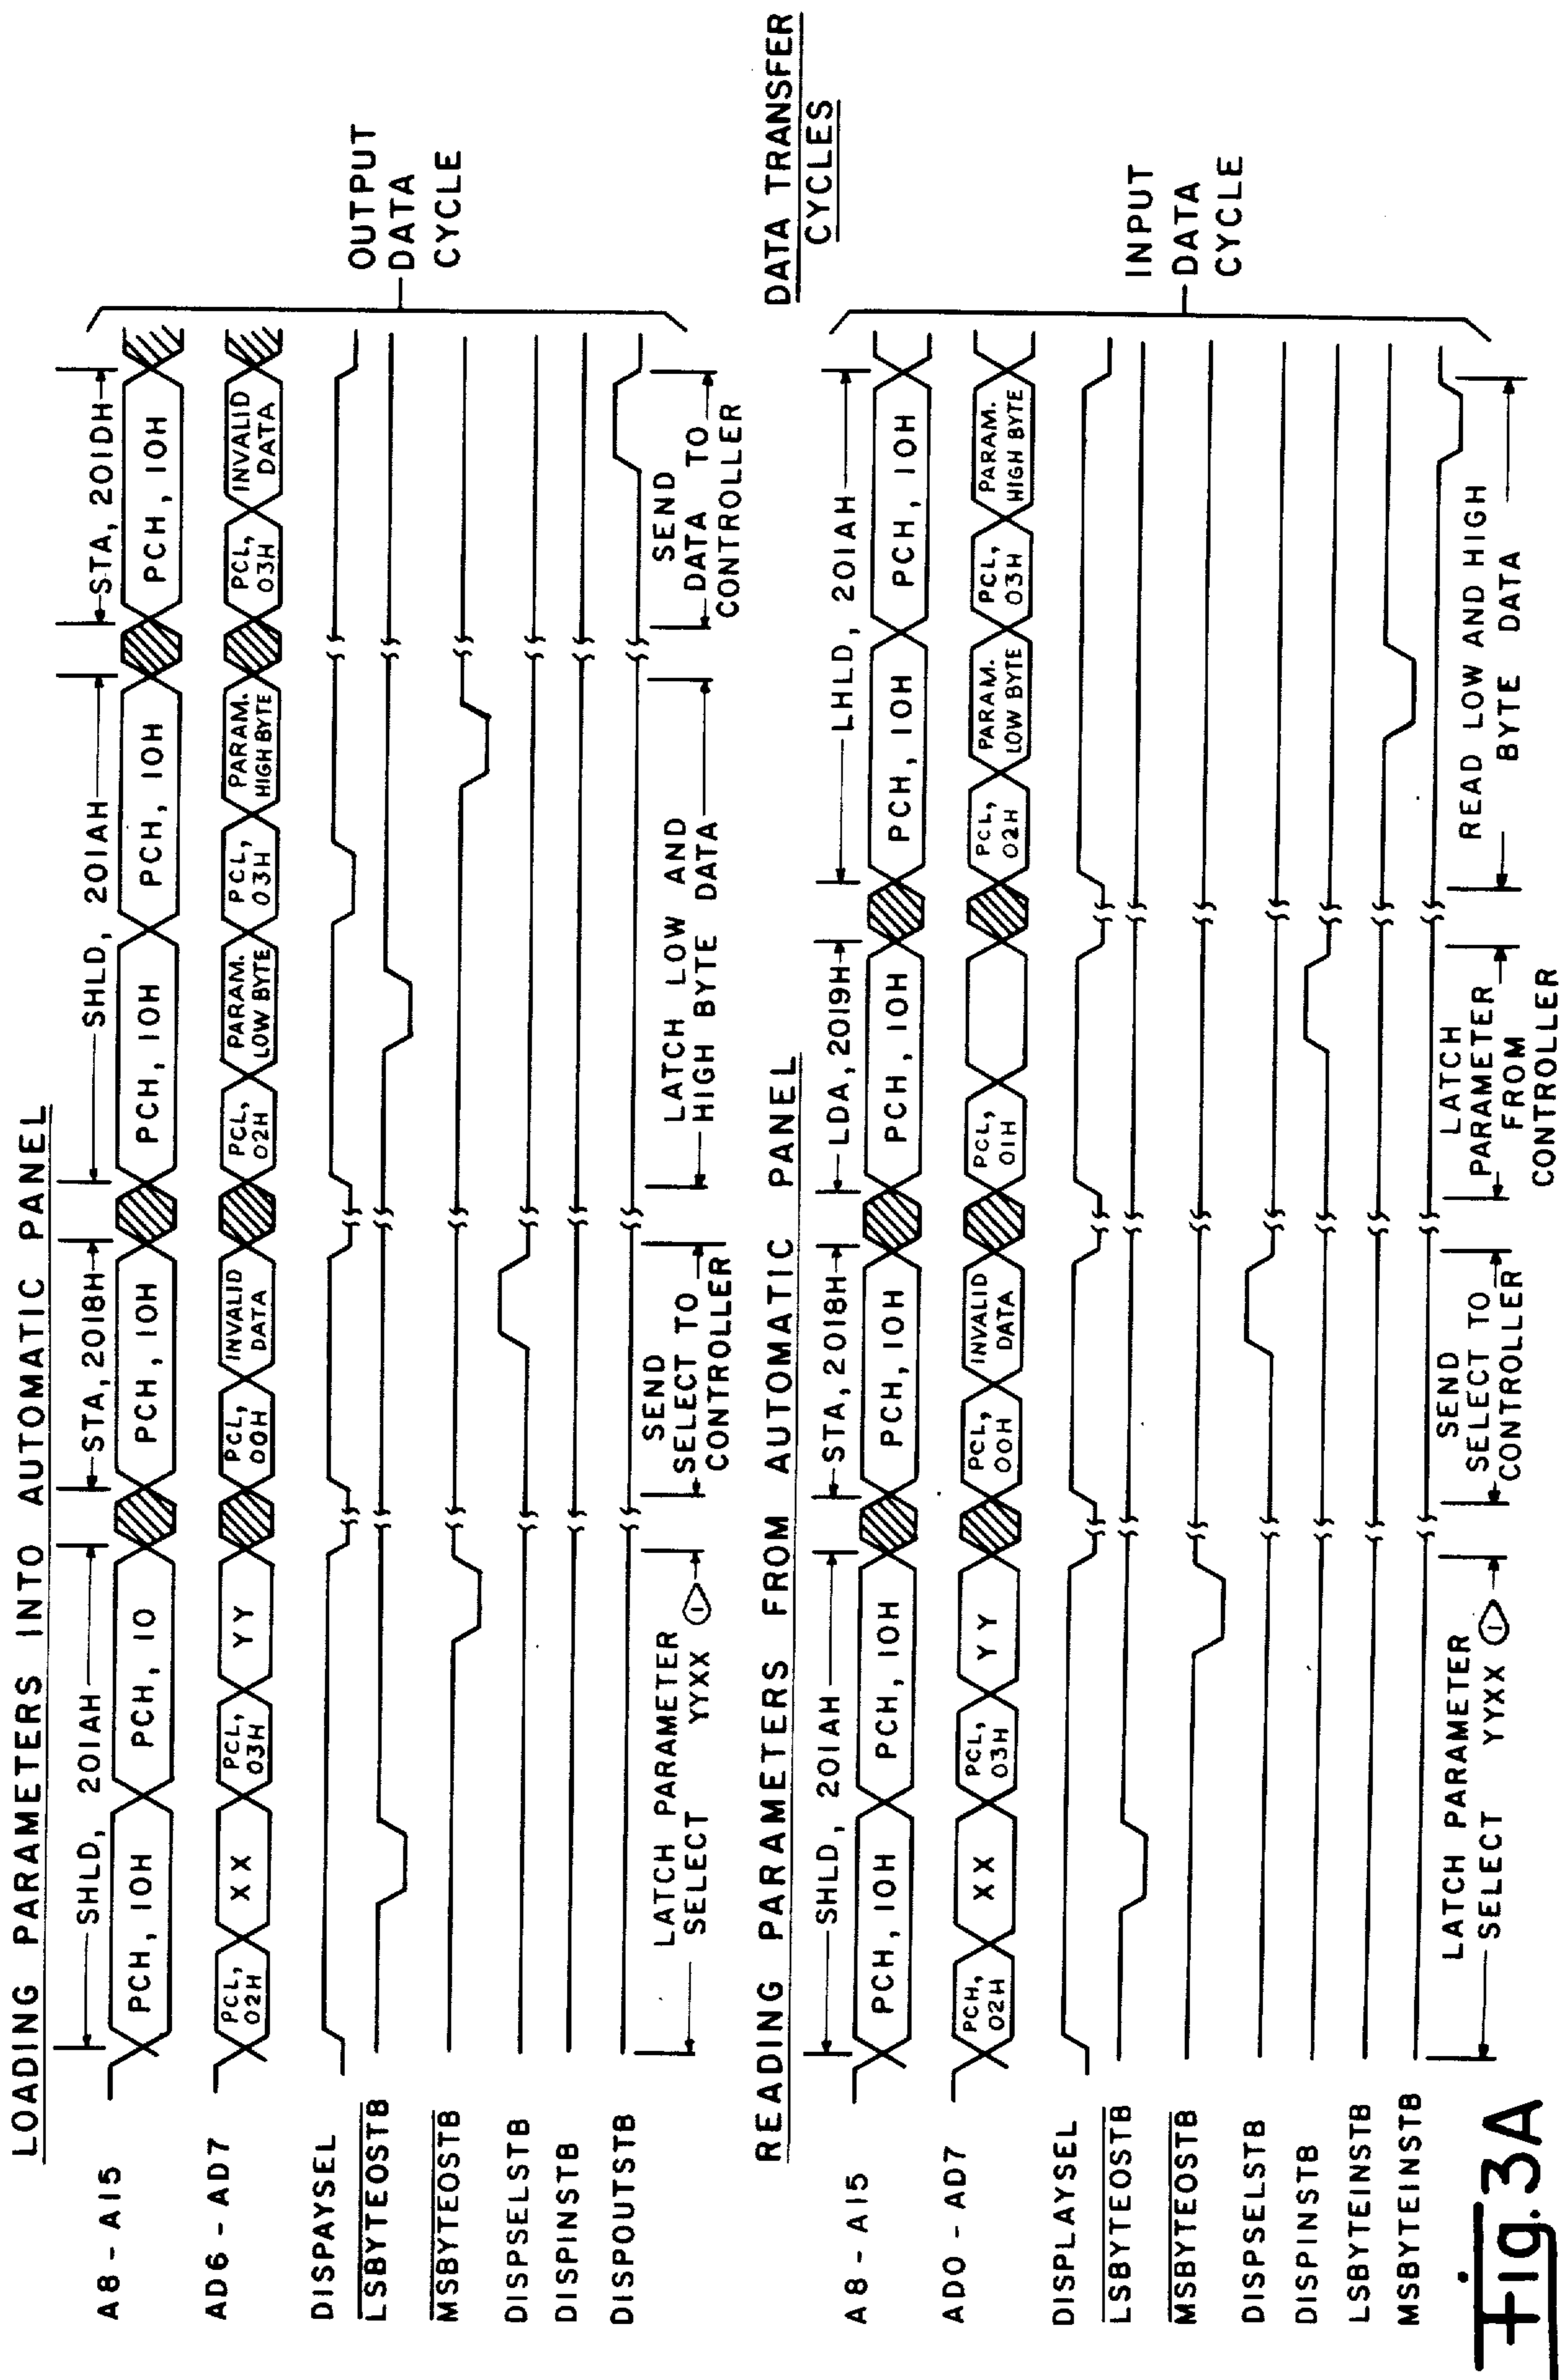 LOADING PARAMETERS INTO AUTOMATIC PANEL
SHLD, 201AH
STA, 2018H
SHLD, 201AH
STA, 201DH
A8 - A15
PCH, 10H
PCH, 10
PCH, 10H
PCH, 10H
PCH, 10H
PCH, 10H
AD6 - AD7
PCL,
02H
XX
PCL,
03H
YY
PCL,
00H
INVALID
DATA
PCL,
02H
PARAM.
LOW BYTE
PCL,
03H
PARAM.
HIGH BYTE
PCL,
03H
INVALID
DATA
DISPAYSEL
LSBYTEOSTB
MSBYTEOSTB
DISPSELSTB
DISPINSTB
DISPOUTSTB
OUTPUT
DATA
CYCLE
LATCH PARAMETER
SELECT YYXX 1
SEND
SELECT TO
CONTROLLER
LATCH LOW AND
HIGH BYTE DATA
SEND
DATA TO
CONTROLLER
DATA TRANSFER
CYCLES
READING PARAMETERS FROM AUTOMATIC PANEL
SHLD, 201AH
STA, 2018H
LDA, 2019H
LHLD, 201AH
A8 - A15
PCH, 10H
PCH, 10H
PCH, 10H
PCH, 10H
PCH, 10H
PCH, 10H
AD0 - AD7
PCH,
02H
XX
PCL,
03H
YY
PCL,
00H
INVALID
DATA
PCL,
01H
PCL,
02H
PARAM.
LOW BYTE
PCL,
03H
PARAM.
HIGH BYTE
DISPLAYSEL
LSBYTEOSTB
MSBYTEOSTB
DISPSELSTB
DISPINSTB
LSBYTEINSTB
MSBYTEINSTB
INPUT
DATA
CYCLE
LATCH PARAMETER
SELECT YYXX 1
SEND
SELECT TO
CONTROLLER
LATCH
PARAMETER
FROM
CONTROLLER
READ LOW AND HIGH
BYTE DATA
Fig. 3A